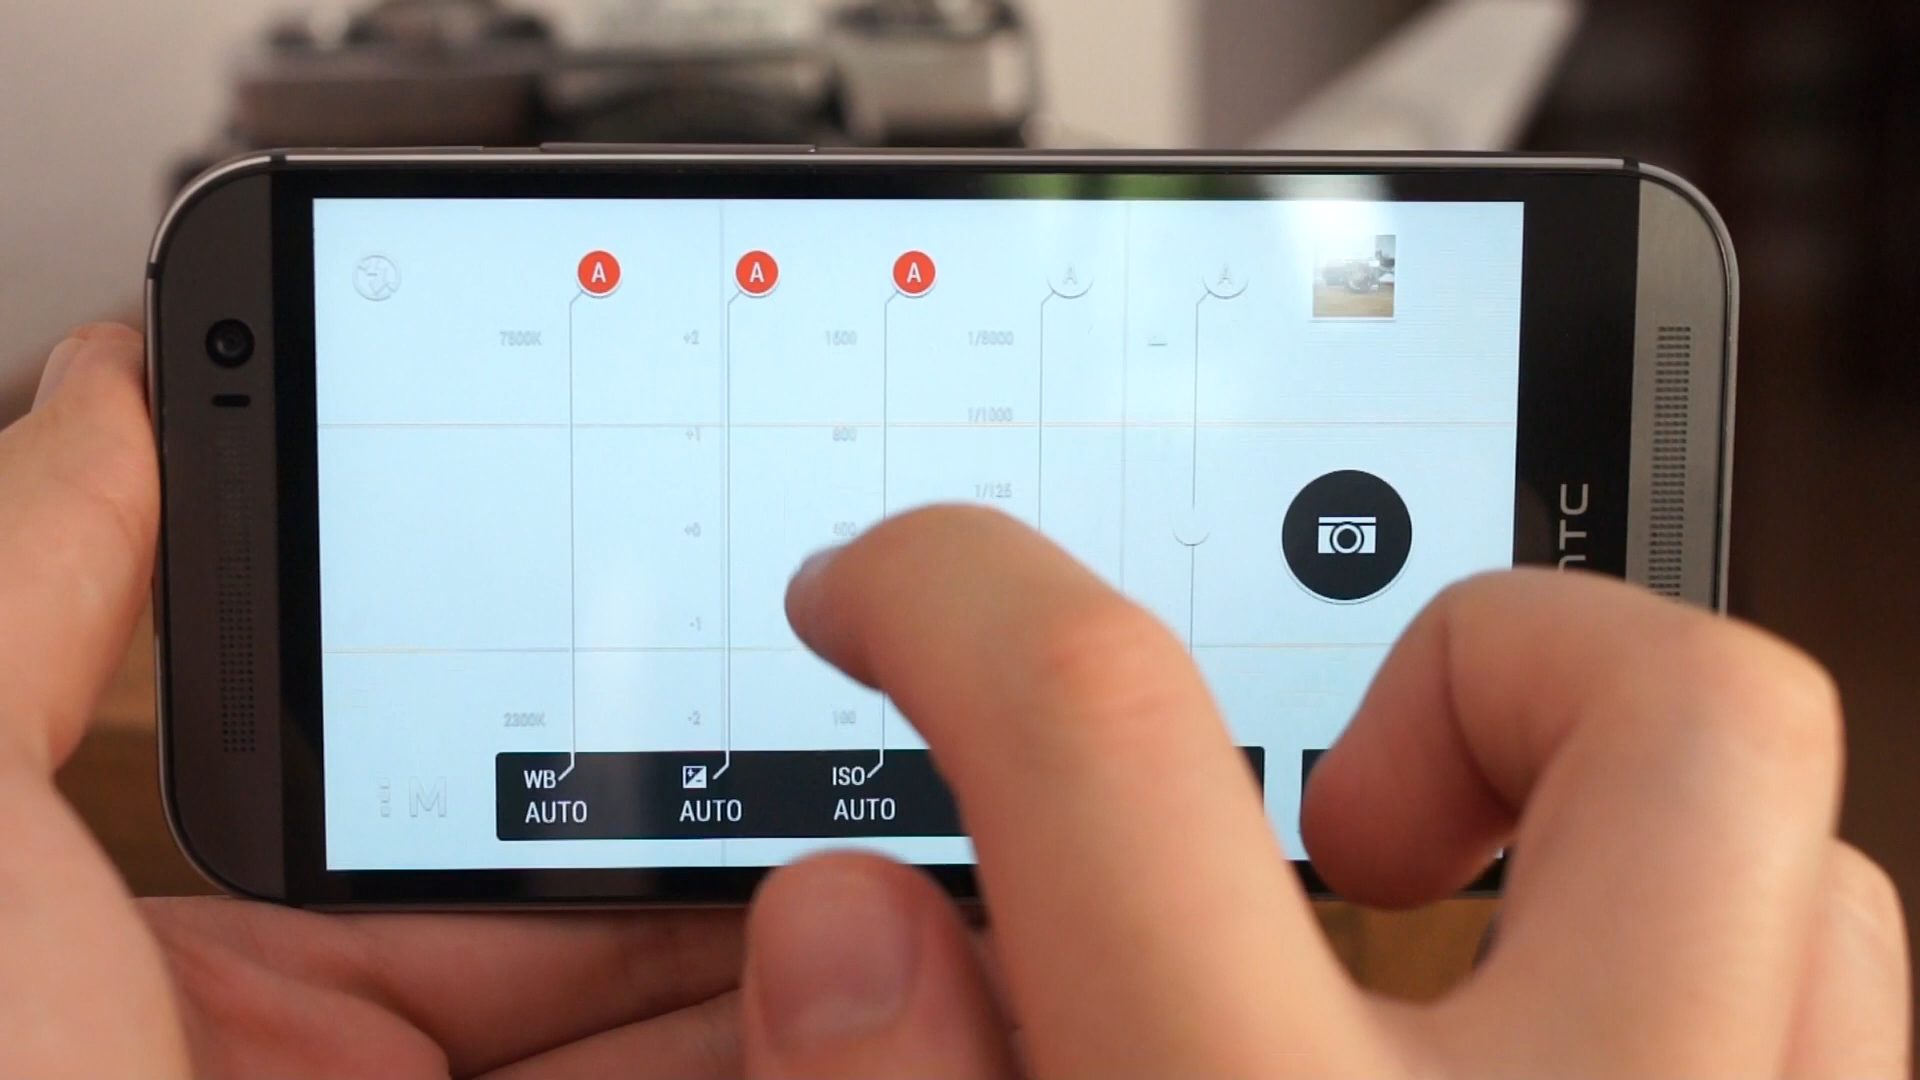 A A A A A
7800K +2 1600 1/8000
1/1000
+1 800
1/125
+0 400
-1
2300K -2 100
M WB ISO
AUTO AUTO AUTO
hTC